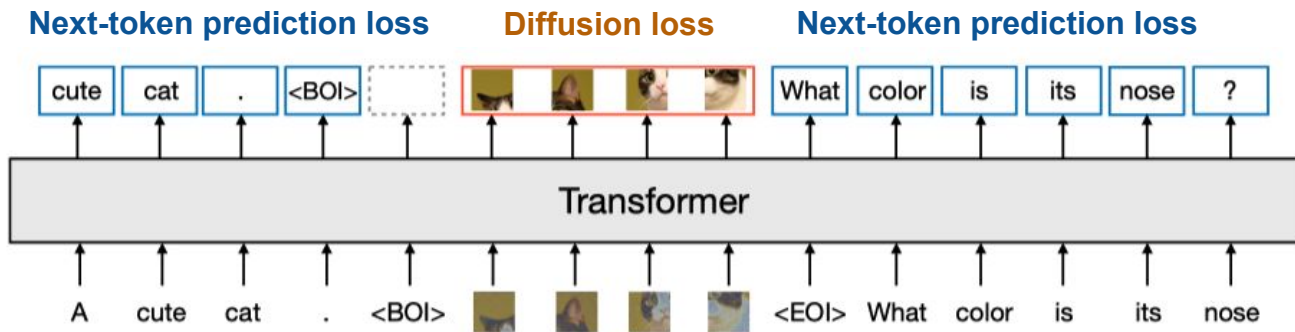 Next-token prediction loss Diffusion loss Next-token prediction loss
cute cat . <BOI> What color is its nose ?
Transformer
A cute cat . <BOI> <EOI> What color is its nose